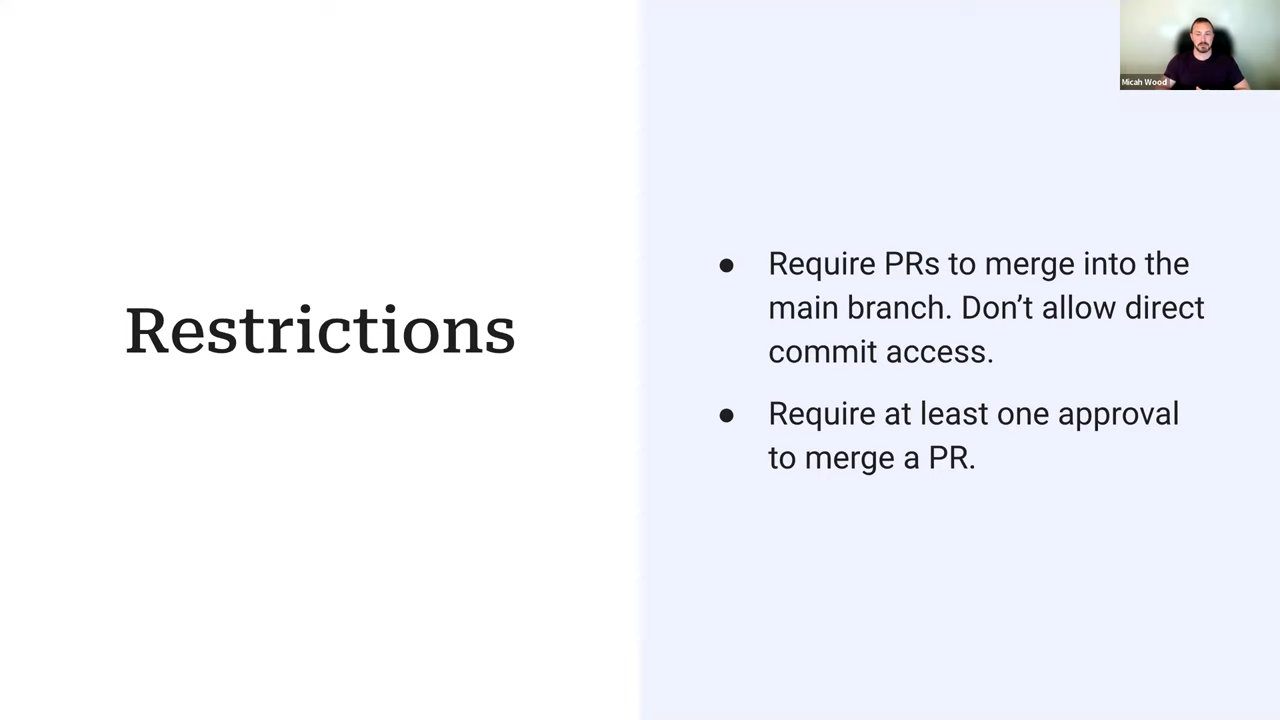 Micah Wood
Restrictions
● Require PRs to merge into the
main branch. Don’t allow direct
commit access.
● Require at least one approval
to merge a PR.